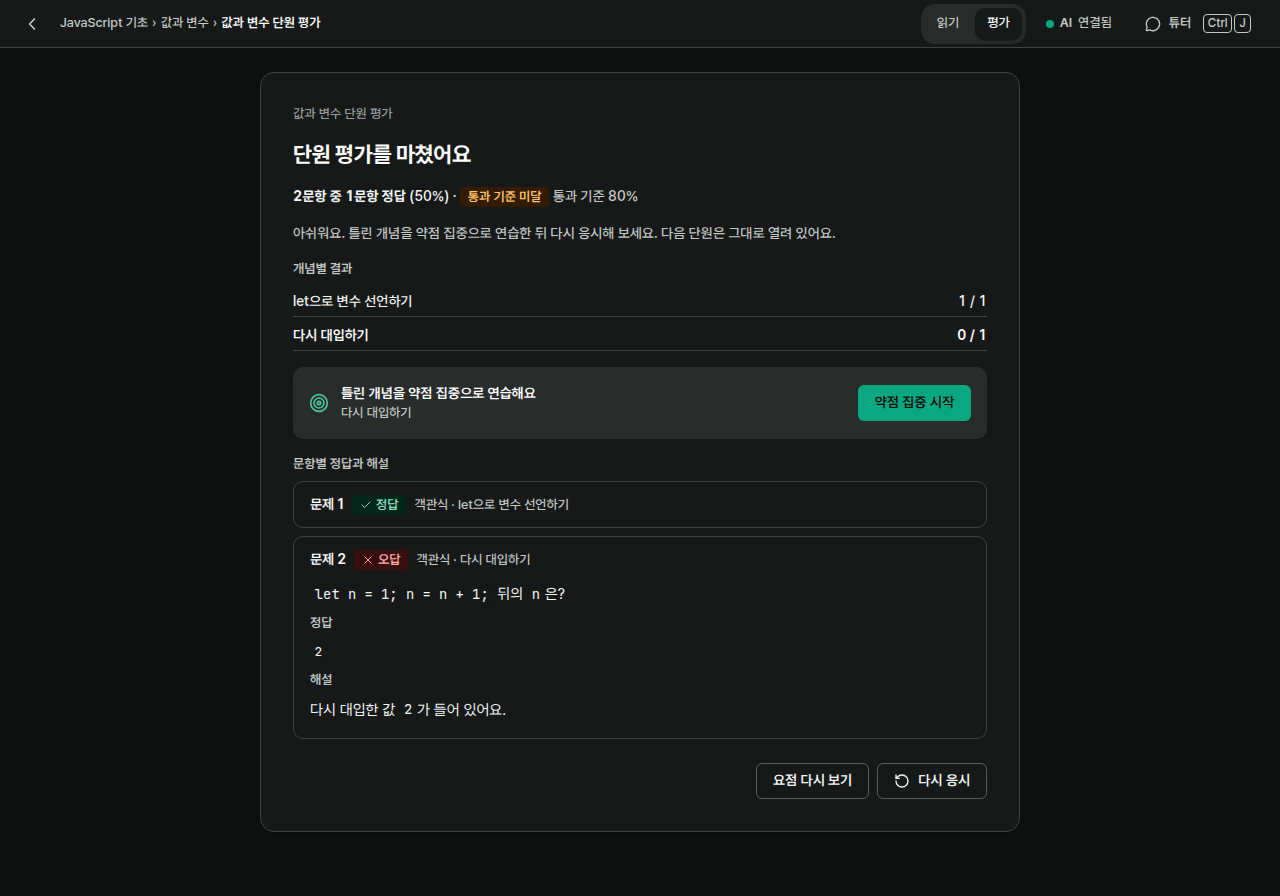 JavaScript 기초 › 값과 변수 › 값과 변수 단원 평가
읽기 평가 AI 연결됨 튜터 Ctrl J
값과 변수 단원 평가
단원 평가를 마쳤어요
2문항 중 1문항 정답 (50%) · 통과 기준 미달 통과 기준 80%
아쉬워요. 틀린 개념을 약점 집중으로 연습한 뒤 다시 응시해 보세요. 다음 단원은 그대로 열려 있어요.
개념별 결과
let으로 변수 선언하기 1 / 1
다시 대입하기 0 / 1
틀린 개념을 약점 집중으로 연습해요
다시 대입하기
약점 집중 시작
문항별 정답과 해설
문제 1 정답 객관식 · let으로 변수 선언하기
문제 2 오답 객관식 · 다시 대입하기
let n = 1; n = n + 1; 뒤의 n 은?
정답
2
해설
다시 대입한 값 2 가 들어 있어요.
요점 다시 보기 다시 응시